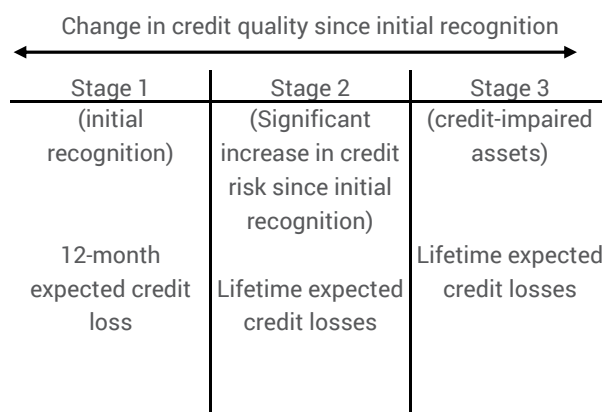 Change in credit quality since initial recognition
Stage 1
(initial
recognition)
12-month
expected credit
loss
Stage 2
(Significant
increase in credit
risk since initial
recognition)
Lifetime expected
credit losses
Stage 3
(credit-impaired
assets)
Lifetime expected
credit losses